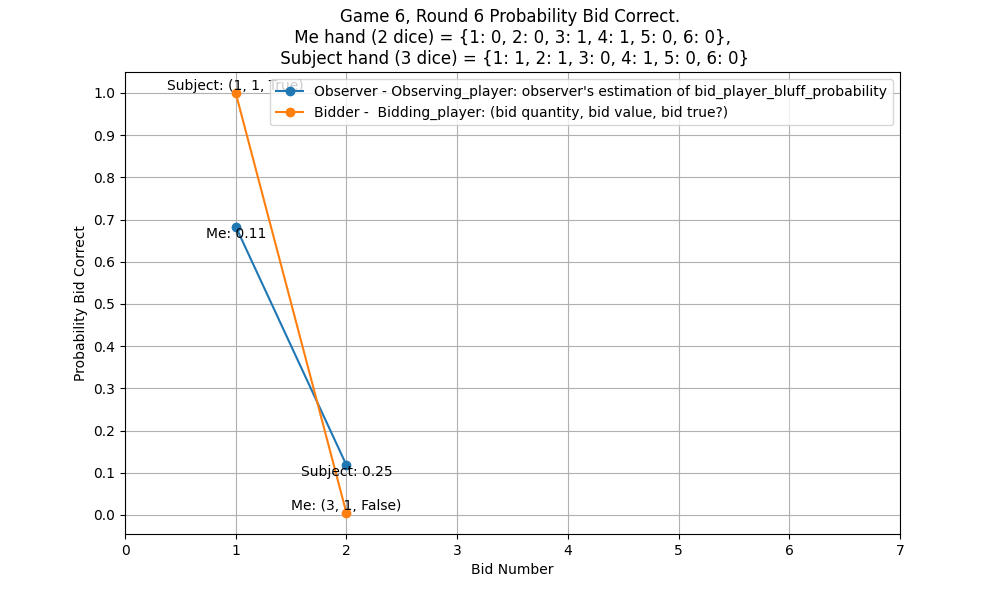 Game 6, Round 6 Probability Bid Correct.
Me hand (2 dice) = {1: 0, 2: 0, 3: 1, 4: 1, 5: 0, 6: 0},
Subject hand (3 dice) = {1: 1, 2: 1, 3: 0, 4: 1, 5: 0, 6: 0}
Subject: (1, 1, True)
Observer - Observing_player: observer's estimation of bid_player_bluff_probability
Bidder -  Bidding_player: (bid quantity, bid value, bid true?)
1.0
0.9
0.8
0.7
0.6
0.5
0.4
0.3
0.2
0.1
0.0
Probability Bid Correct
Me: 0.11
Subject: 0.25
Me: (3, 1, False)
0
1
2
3
4
5
6
7
Bid Number